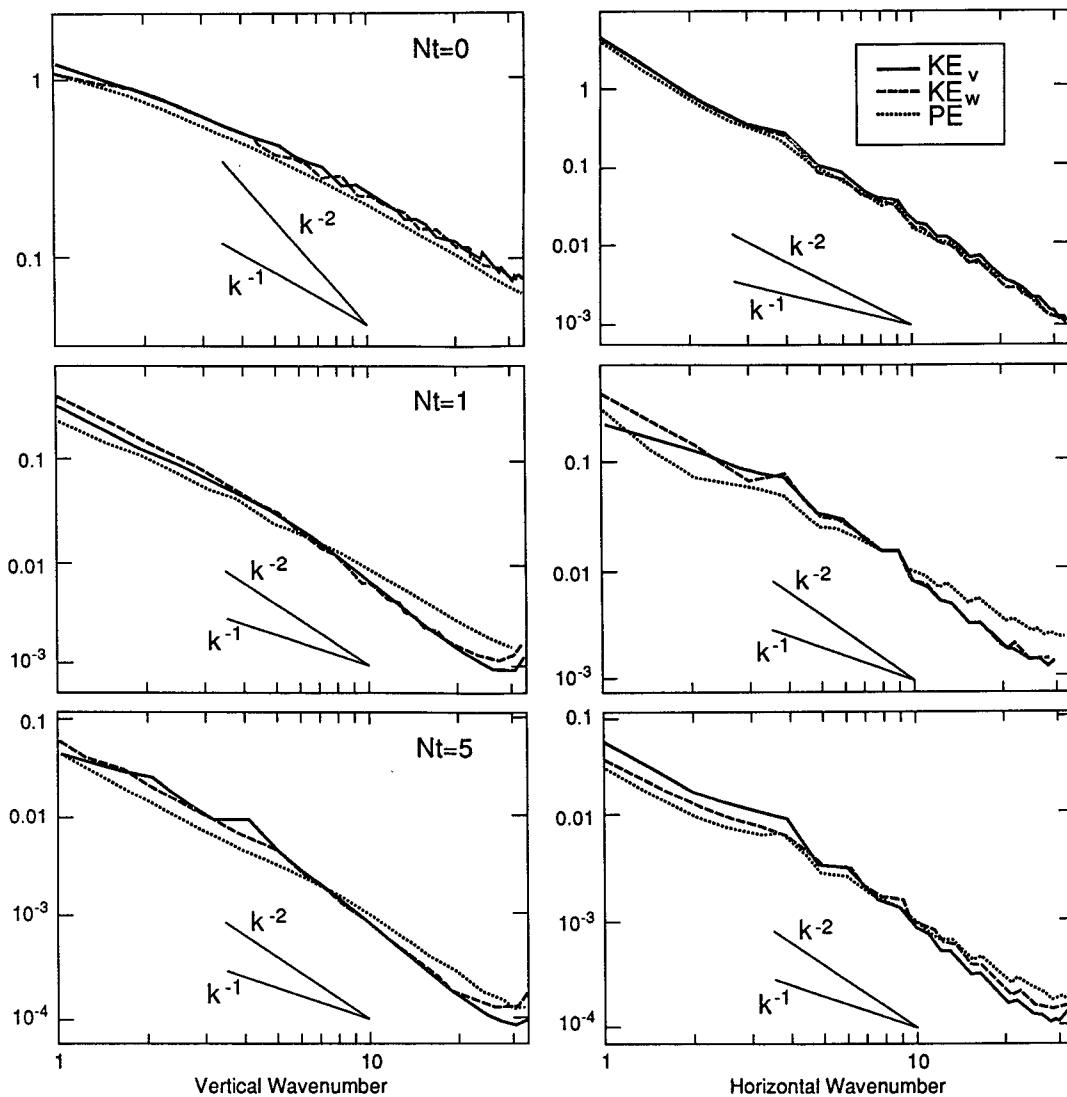 Nt=0
1
0.1
k⁻²
k⁻¹
KEᵥ
KE_w
PE
1
0.1
0.01
10⁻³
k⁻²
k⁻¹
Nt=1
0.1
0.01
10⁻³
k⁻²
k⁻¹
0.1
0.01
10⁻³
k⁻²
k⁻¹
Nt=5
0.1
0.01
10⁻³
10⁻⁴
k⁻²
k⁻¹
1
10
Vertical Wavenumber
0.1
0.01
10⁻³
10⁻⁴
k⁻²
k⁻¹
1
10
Horizontal Wavenumber